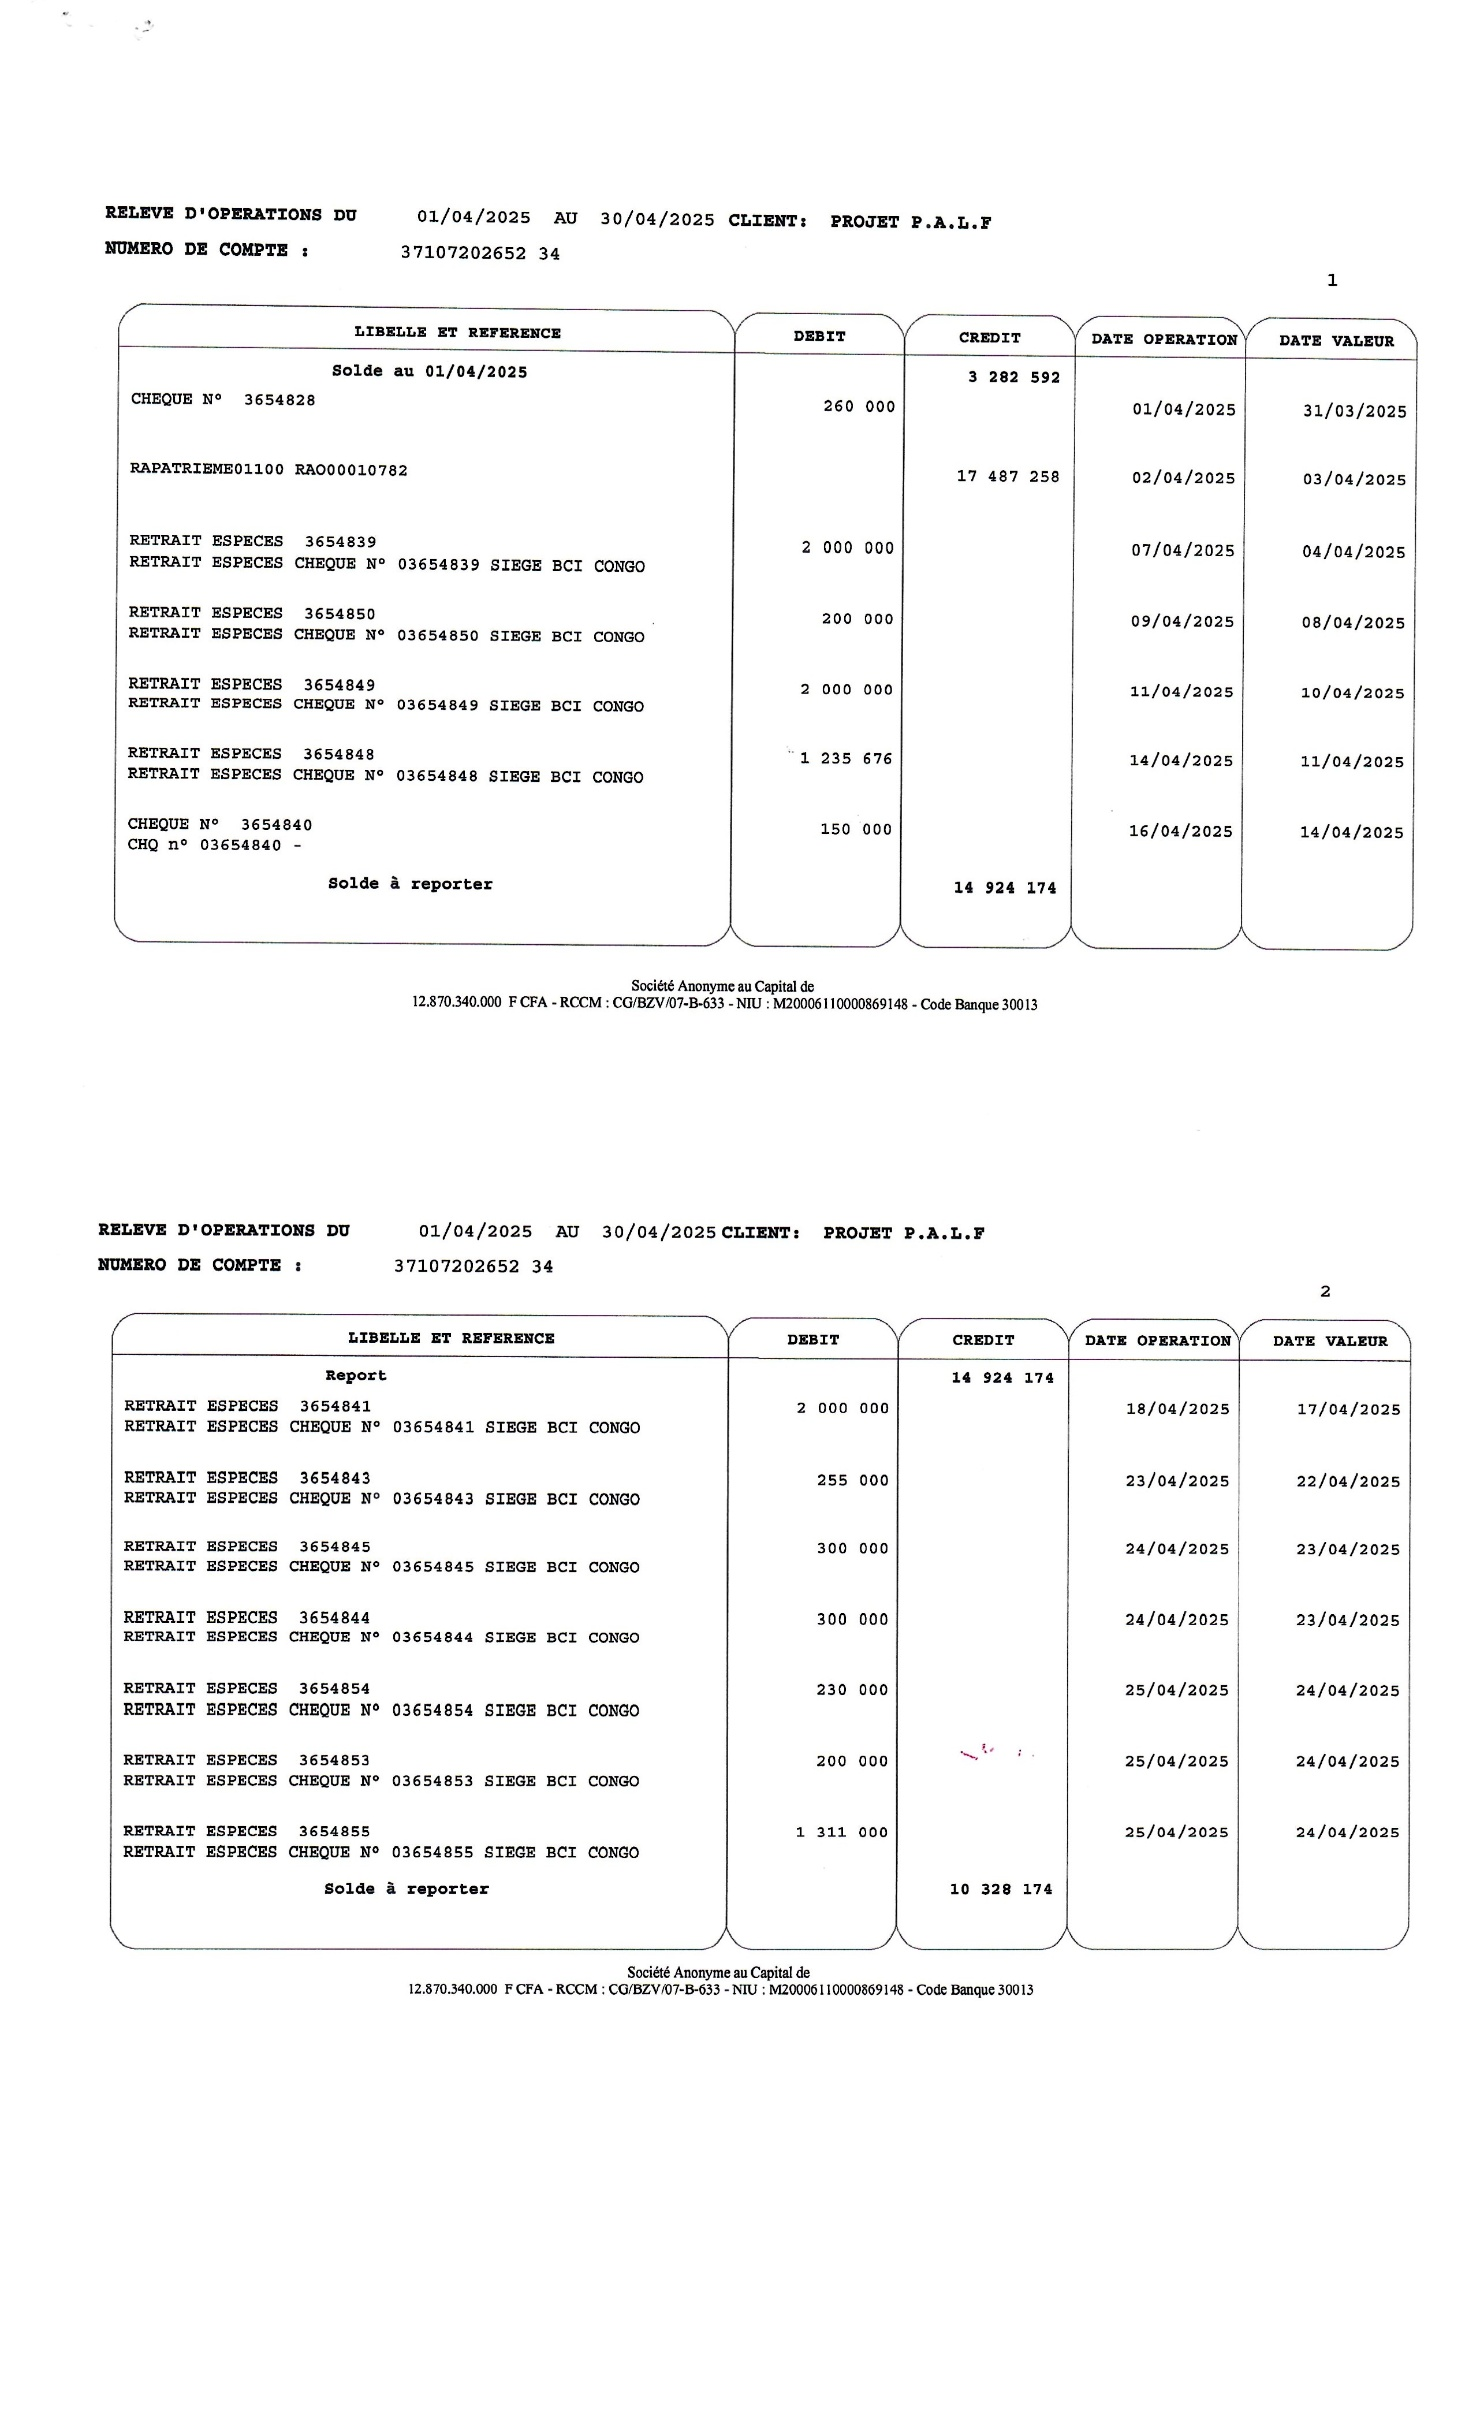 RELEVE D'OPERATIONS DU 01/04/2025 AU 30/04/2025 CLIENT: PROJET P.A.L.F
NUMERO DE COMPTE : 37107202652 34
1
LIBELLE ET REFERENCE DEBIT CREDIT DATE OPERATION DATE VALEUR
Solde au 01/04/2025 3 282 592
CHEQUE N° 3654828 260 000 01/04/2025 31/03/2025
RAPATRIEME01100 RAO00010782 17 487 258 02/04/2025 03/04/2025
RETRAIT ESPECES 3654839 2 000 000 07/04/2025 04/04/2025
RETRAIT ESPECES CHEQUE N° 03654839 SIEGE BCI CONGO
RETRAIT ESPECES 3654850 200 000 09/04/2025 08/04/2025
RETRAIT ESPECES CHEQUE N° 03654850 SIEGE BCI CONGO
RETRAIT ESPECES 3654849 2 000 000 11/04/2025 10/04/2025
RETRAIT ESPECES CHEQUE N° 03654849 SIEGE BCI CONGO
RETRAIT ESPECES 3654848 1 235 676 14/04/2025 11/04/2025
RETRAIT ESPECES CHEQUE N° 03654848 SIEGE BCI CONGO
CHEQUE N° 3654840 150 000 16/04/2025 14/04/2025
CHQ n° 03654840 -
Solde à reporter 14 924 174
Société Anonyme au Capital de
12.870.340.000 F CFA - RCCM : CG/BZV/07-B-633 - NIU : M20006110000869148 - Code Banque 30013
RELEVE D'OPERATIONS DU 01/04/2025 AU 30/04/2025 CLIENT: PROJET P.A.L.F
NUMERO DE COMPTE : 37107202652 34
2
LIBELLE ET REFERENCE DEBIT CREDIT DATE OPERATION DATE VALEUR
Report 14 924 174
RETRAIT ESPECES 3654841 2 000 000 18/04/2025 17/04/2025
RETRAIT ESPECES CHEQUE N° 03654841 SIEGE BCI CONGO
RETRAIT ESPECES 3654843 255 000 23/04/2025 22/04/2025
RETRAIT ESPECES CHEQUE N° 03654843 SIEGE BCI CONGO
RETRAIT ESPECES 3654845 300 000 24/04/2025 23/04/2025
RETRAIT ESPECES CHEQUE N° 03654845 SIEGE BCI CONGO
RETRAIT ESPECES 3654844 300 000 24/04/2025 23/04/2025
RETRAIT ESPECES CHEQUE N° 03654844 SIEGE BCI CONGO
RETRAIT ESPECES 3654854 230 000 25/04/2025 24/04/2025
RETRAIT ESPECES CHEQUE N° 03654854 SIEGE BCI CONGO
RETRAIT ESPECES 3654853 200 000 25/04/2025 24/04/2025
RETRAIT ESPECES CHEQUE N° 03654853 SIEGE BCI CONGO
RETRAIT ESPECES 3654855 1 311 000 25/04/2025 24/04/2025
RETRAIT ESPECES CHEQUE N° 03654855 SIEGE BCI CONGO
Solde à reporter 10 328 174
Société Anonyme au Capital de
12.870.340.000 F CFA - RCCM : CG/BZV/07-B-633 - NIU : M20006110000869148 - Code Banque 30013